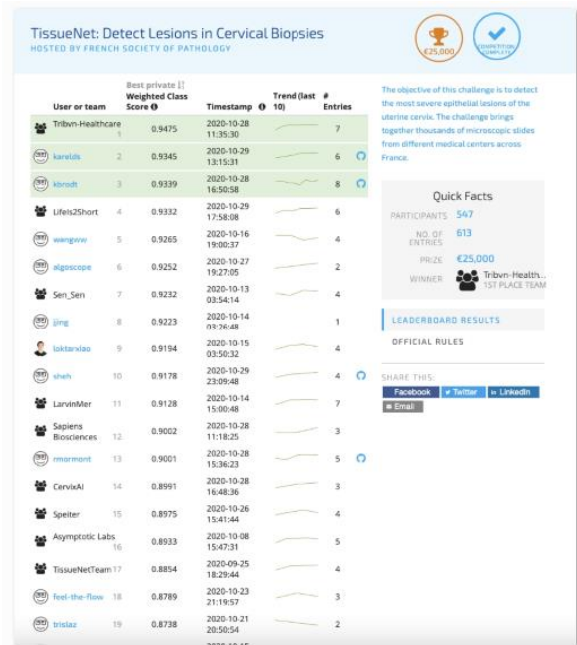 TissueNet: Detect Lesions in Cervical Biopsies
HOSTED BY FRENCH SOCIETY OF PATHOLOGY
€25,000
COMPETITION
COMPLETE
Best private
User or team Weighted Class Score Timestamp Trend (last 10) # Entries
Tribvn-Healthcare 1 0.9475 2020-10-28 11:35:30 7
karelds 2 0.9345 2020-10-29 13:15:31 6
kbrodt 3 0.9339 2020-10-28 16:50:58 8
LifeIs2Short 4 0.9332 2020-10-29 17:58:08 6
wangww 5 0.9265 2020-10-16 19:00:37 4
algoscope 6 0.9252 2020-10-27 19:27:05 2
Sen_Sen 7 0.9232 2020-10-13 03:54:14 4
jjing 8 0.9223 2020-10-14 03:26:48 1
loktarxiao 9 0.9194 2020-10-15 03:50:32 4
sheh 10 0.9178 2020-10-29 23:09:48 4
LarvinMer 11 0.9128 2020-10-14 15:00:48 7
Sapiens Biosciences 12 0.9002 2020-10-28 11:18:25 3
rmormont 13 0.9001 2020-10-28 15:36:23 5
CervixAI 14 0.8991 2020-10-28 16:48:36 3
Speiter 15 0.8975 2020-10-26 15:41:44 4
Asymptotic Labs 16 0.8933 2020-10-08 15:47:31 5
TissueNetTeam 17 0.8854 2020-09-25 18:29:44 4
feel-the-flow 18 0.8789 2020-10-23 21:19:57 3
trislaz 19 0.8738 2020-10-21 20:50:54 2
The objective of this challenge is to detect
the most severe epithelial lesions of the
uterine cervix. The challenge brings
together thousands of microscopic slides
from different medical centers across
France.
Quick Facts
PARTICIPANTS 547
NO. OF ENTRIES 613
PRIZE €25,000
WINNER Tribvn-Health...
1ST PLACE TEAM
LEADERBOARD RESULTS
OFFICIAL RULES
SHARE THIS:
Facebook Twitter in LinkedIn
Email